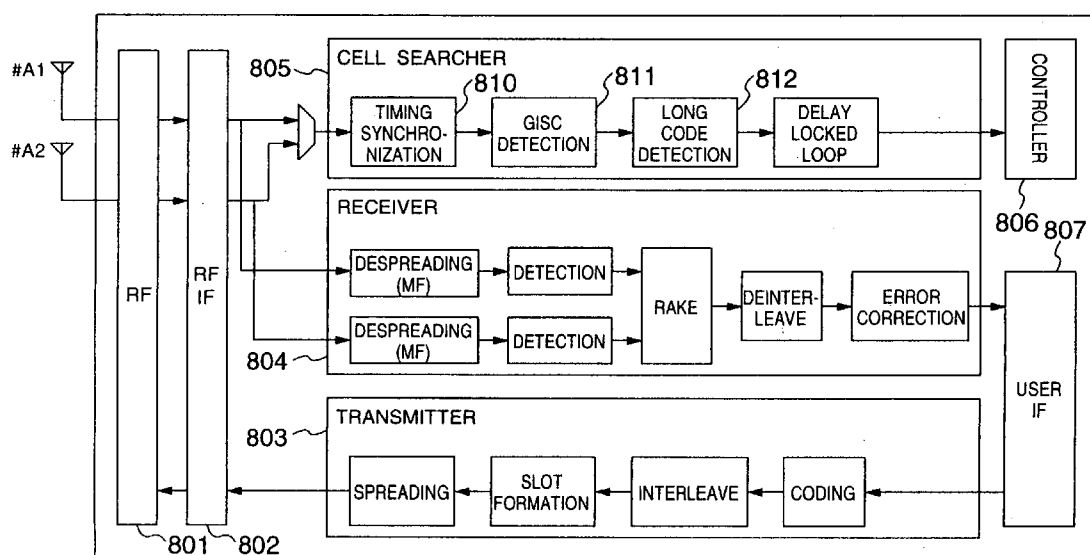 CELL SEARCHER
805
810
811
812
#A1
#A2
TIMING
SYNCHRO-
NIZATION
GISC
DETECTION
LONG
CODE
DETECTION
DELAY
LOCKED
LOOP
CONTROLLER
806
807
RF
RF
IF
RECEIVER
DESPREADING
(MF)
DETECTION
DESPREADING
(MF)
DETECTION
RAKE
DEINTER-
LEAVE
ERROR
CORRECTION
804
USER
IF
TRANSMITTER
803
SPREADING
SLOT
FORMATION
INTERLEAVE
CODING
801
802